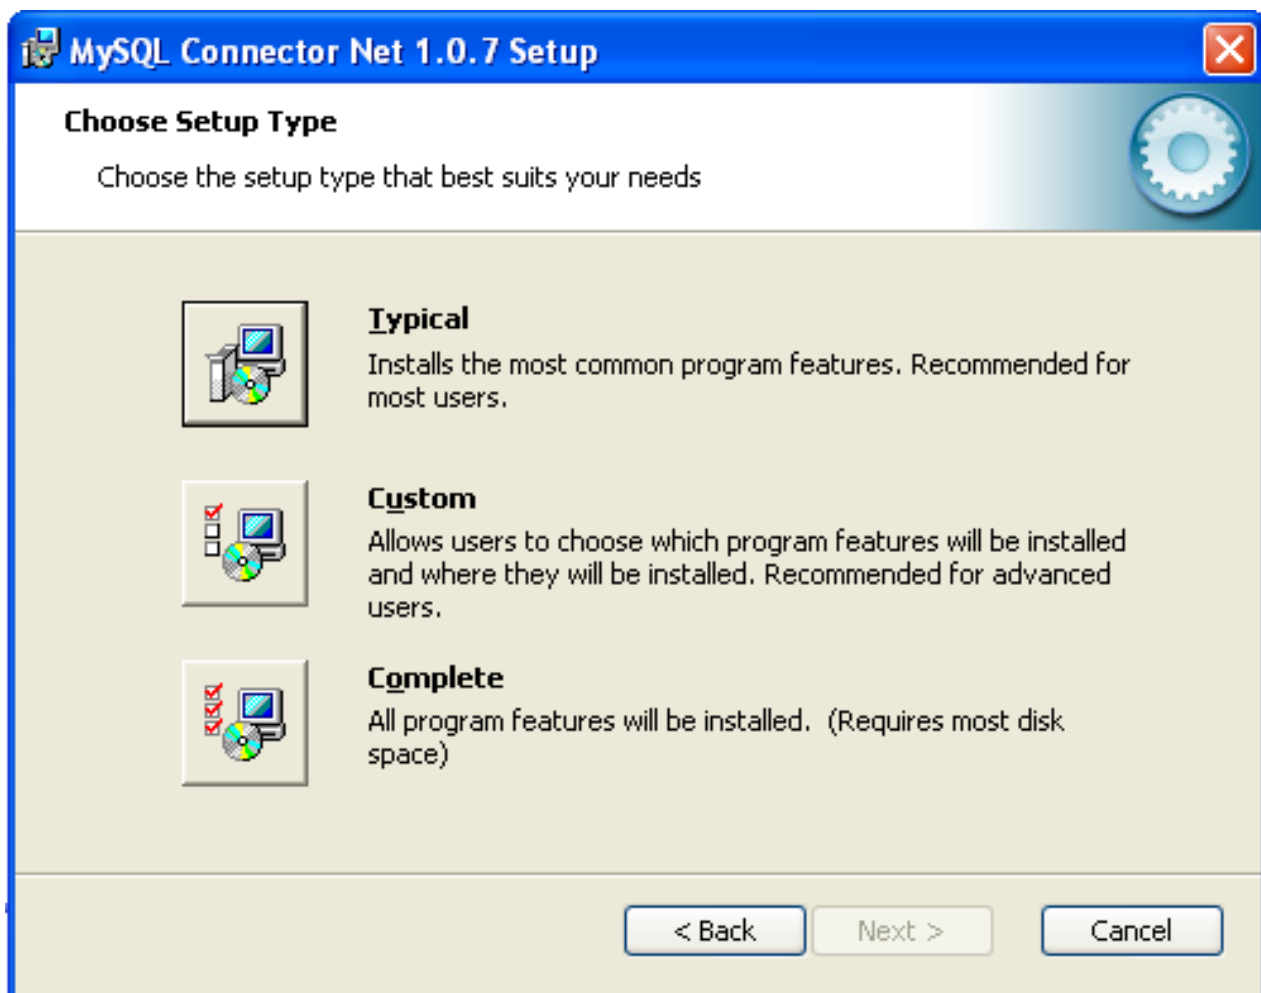 MySQL Connector Net 1.0.7 Setup
Choose Setup Type
Choose the setup type that best suits your needs
Typical
Installs the most common program features. Recommended for
most users.
Custom
Allows users to choose which program features will be installed
and where they will be installed. Recommended for advanced
users.
Complete
All program features will be installed.  (Requires most disk
space)
< Back
Next >
Cancel